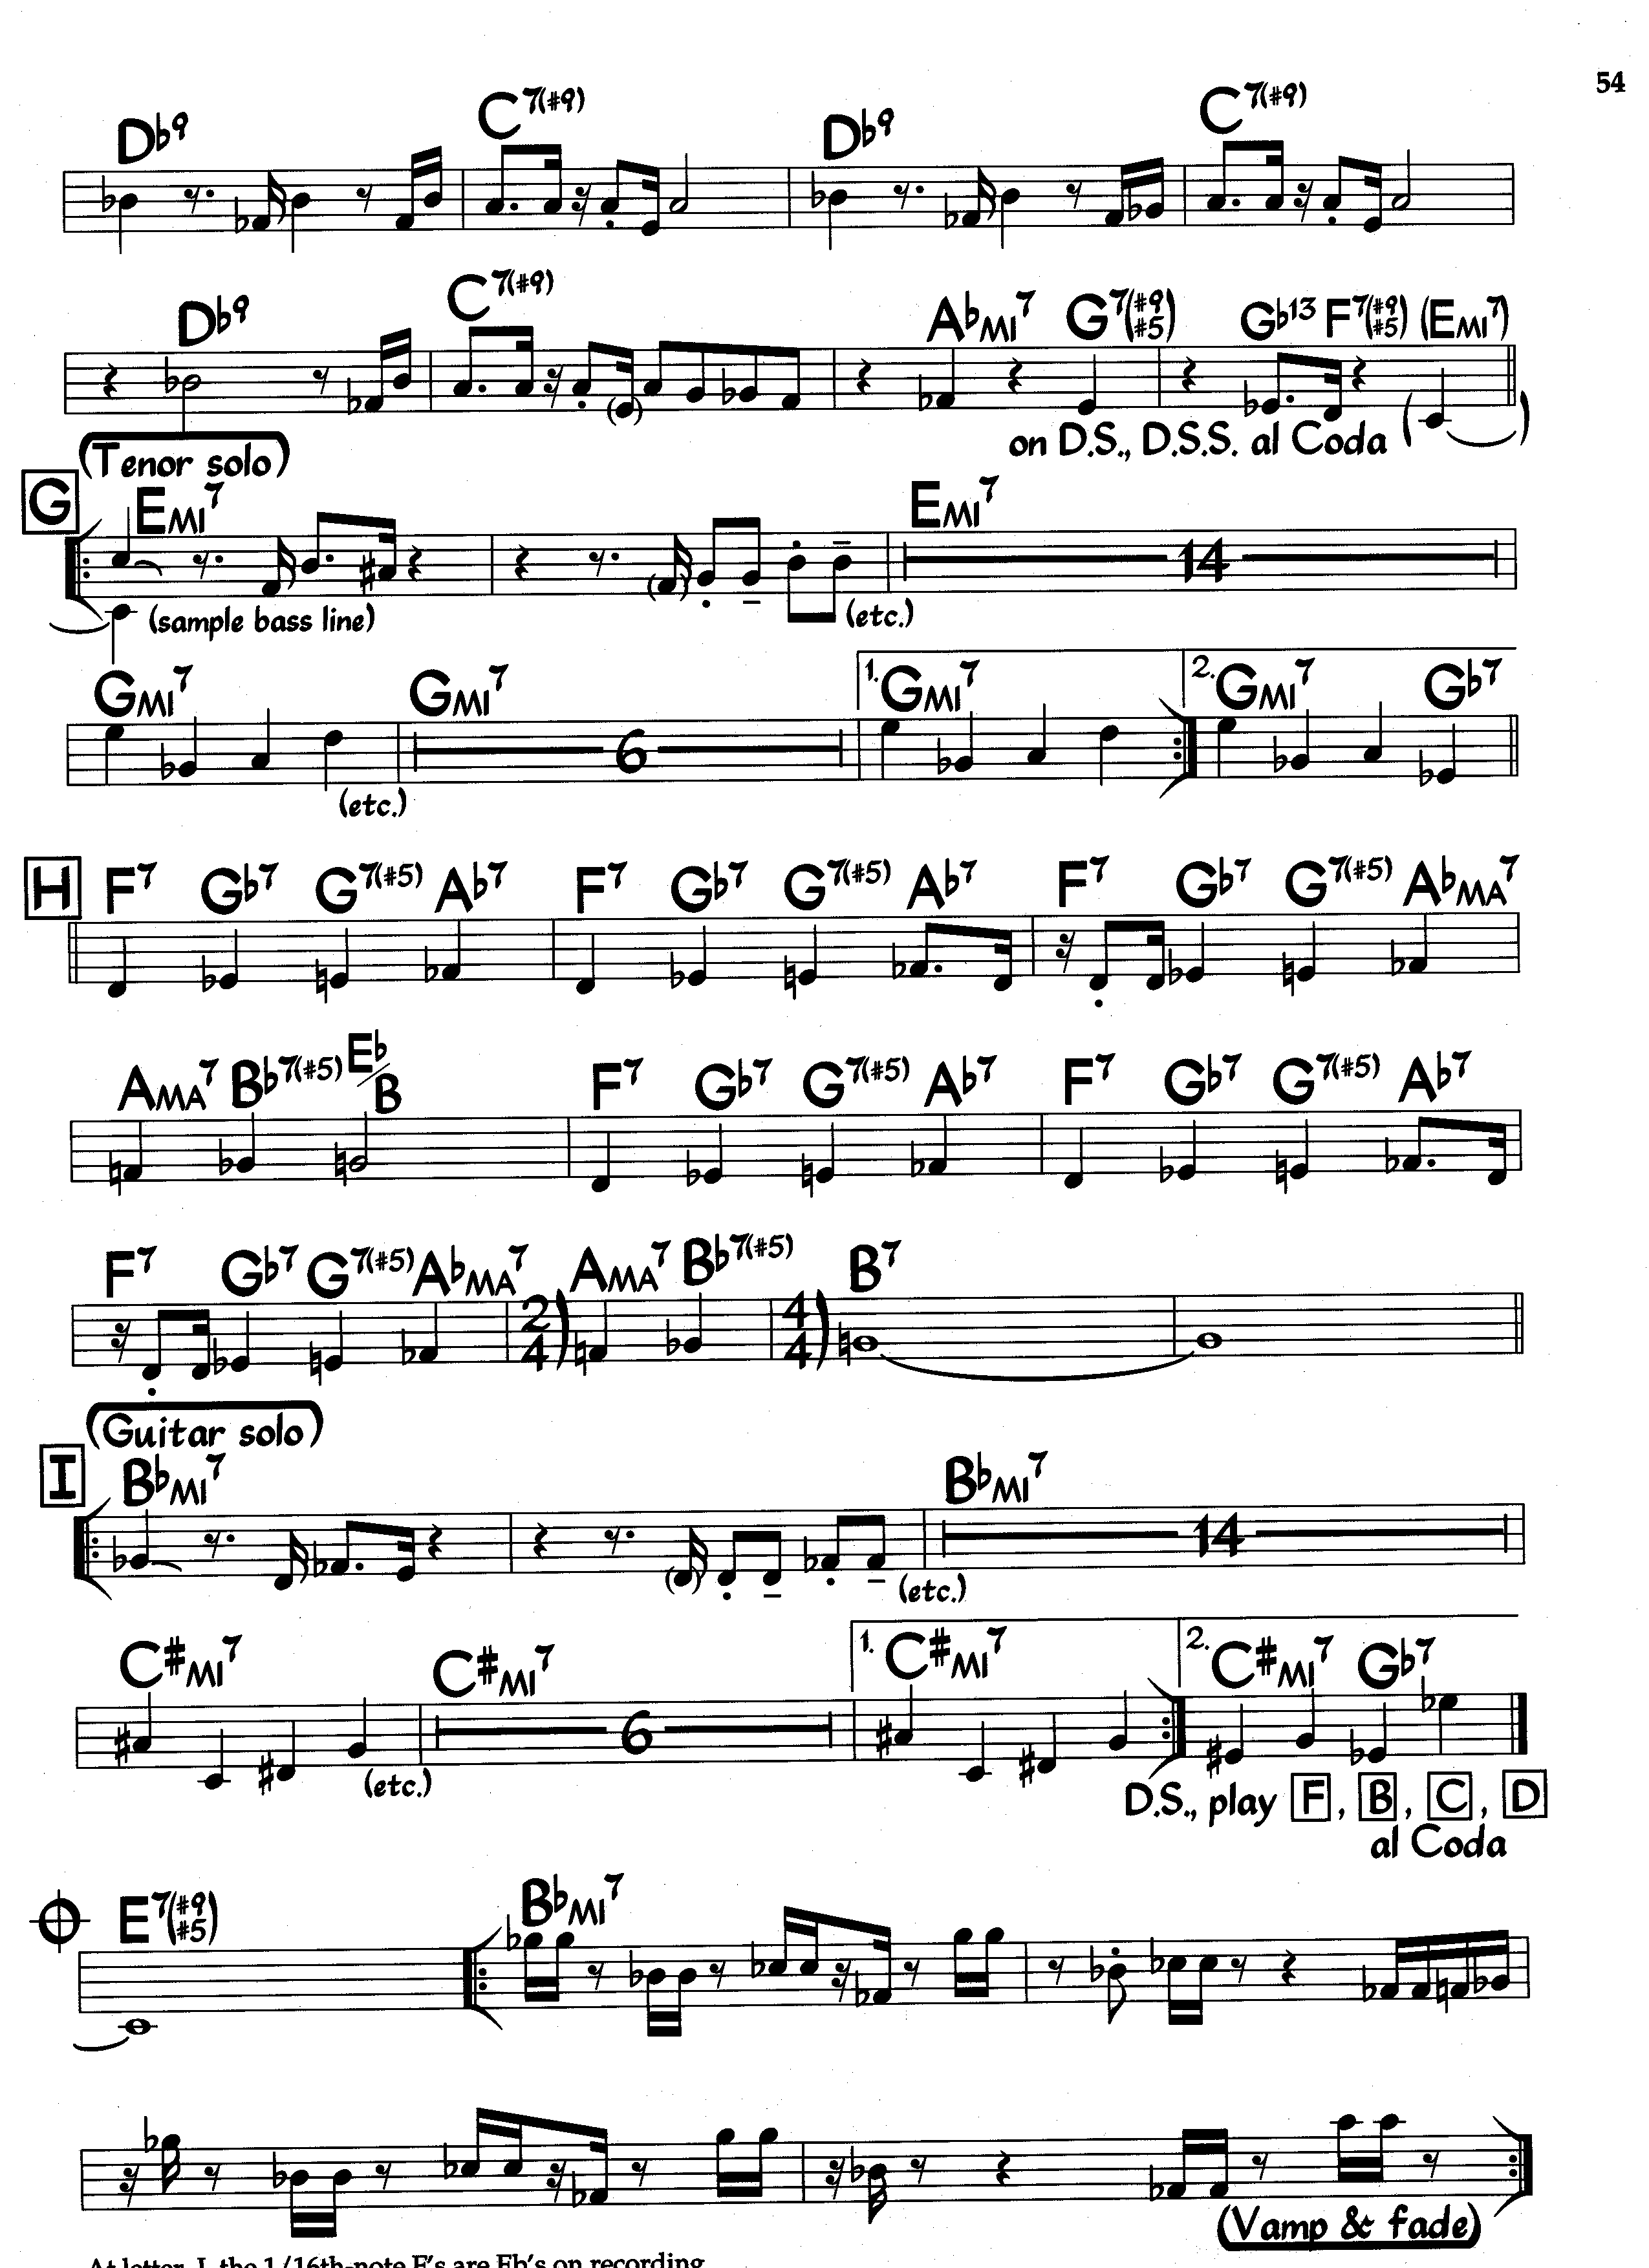 54
D♭9 C7(#9) D♭9 C7(#9)
D♭9 C7(#9) A♭MI7 G7(#9 #5) G♭13 F7(#9 #5) (EMI7)
on D.S., D.S.S. al Coda
(Tenor solo)
G EMI7 EMI7
14
(sample bass line) (etc.)
GMI7 GMI7 1. GMI7 2. GMI7 G♭7
6
(etc.)
H F7 G♭7 G7(#5) A♭7 F7 G♭7 G7(#5) A♭7 F7 G♭7 G7(#5) A♭MA7
AMA7 B♭7(#5) E♭/B F7 G♭7 G7(#5) A♭7 F7 G♭7 G7(#5) A♭7
F7 G♭7 G7(#5) A♭MA7 AMA7 B♭7(#5) B7
2/4 4/4
(Guitar solo)
I B♭MI7 B♭MI7
14
(etc.)
C#MI7 C#MI7 1. C#MI7 2. C#MI7 G♭7
6
(etc.)
D.S., play F, B, C, D
al Coda
E7(#9 #5) B♭MI7
(Vamp & fade)
At letter I, the 1/16th-note F's are Eb's on recording.